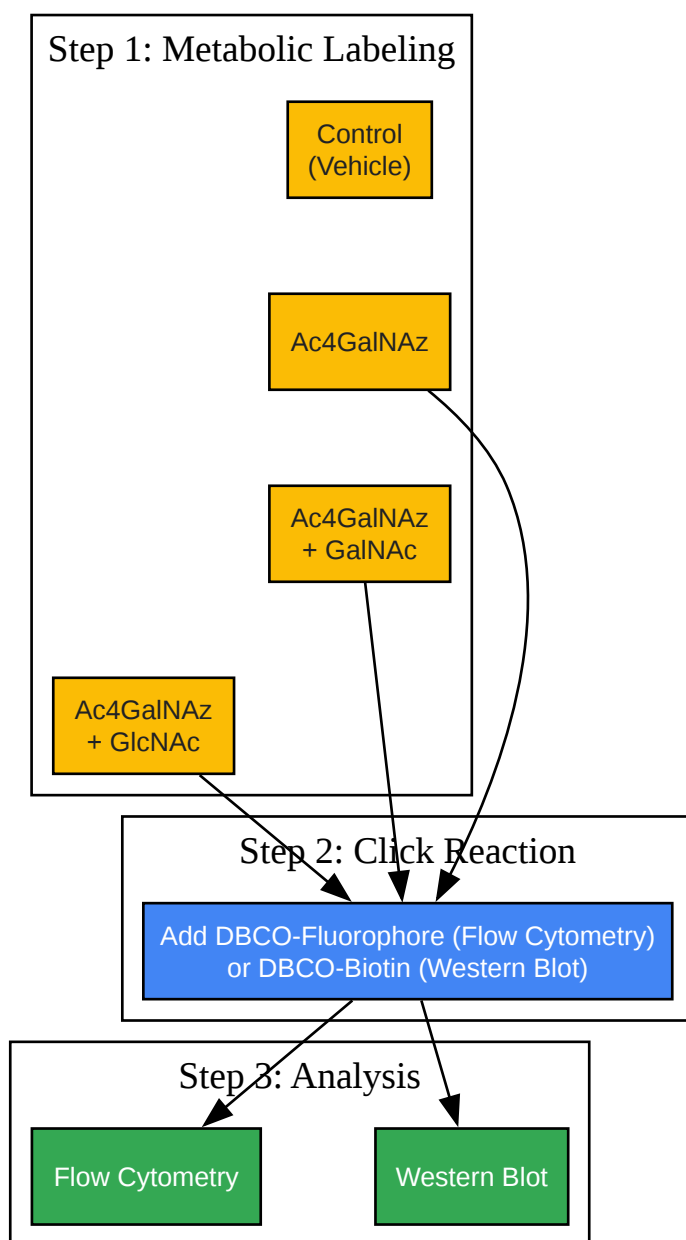 Step 1: Metabolic Labeling
Control
(Vehicle)
Ac4GalNAz
Ac4GalNAz
+ GalNAc
Ac4GalNAz
+ GlcNAc
Step 2: Click Reaction
Add DBCO-Fluorophore (Flow Cytometry)
or DBCO-Biotin (Western Blot)
Step 3: Analysis
Flow Cytometry
Western Blot